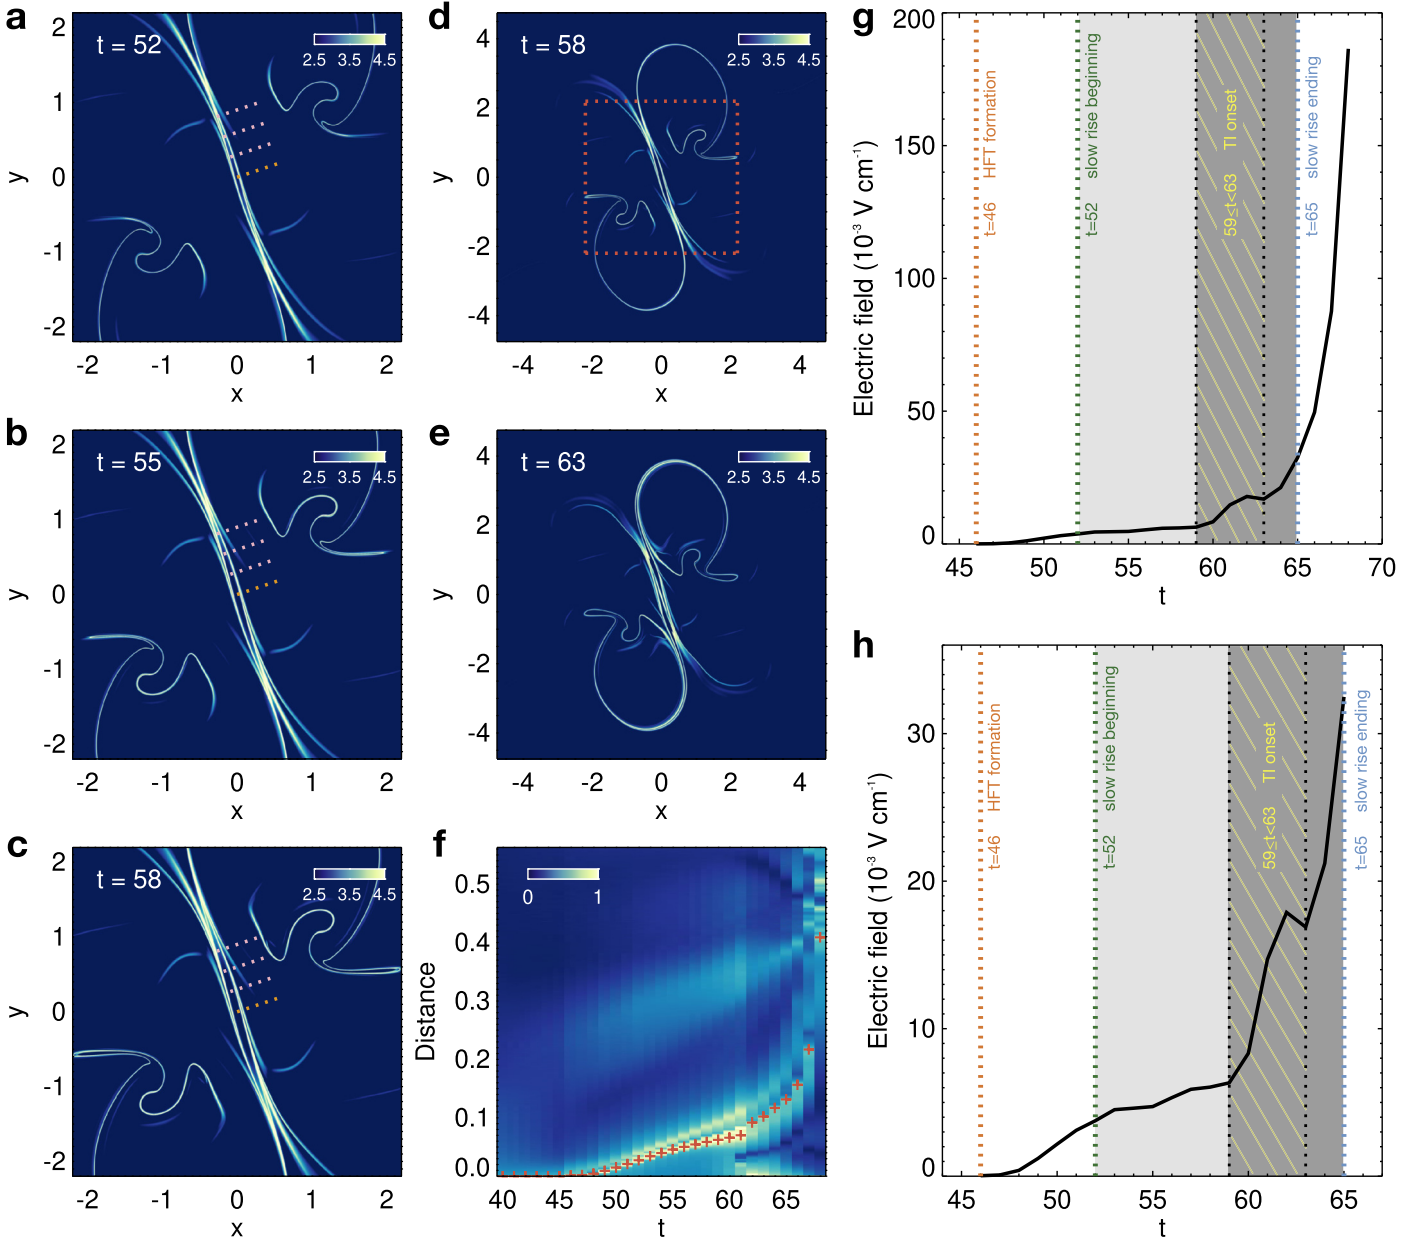 a
t = 52
2.5 3.5 4.5
2
1
0
-1
-2
y
-2 -1 0 1 2
x
b
t = 55
2.5 3.5 4.5
2
1
0
-1
-2
y
-2 -1 0 1 2
x
c
t = 58
2.5 3.5 4.5
2
1
0
-1
-2
y
-2 -1 0 1 2
x
d
t = 58
2.5 3.5 4.5
4
2
0
-2
-4
y
-4 -2 0 2 4
x
e
t = 63
2.5 3.5 4.5
4
2
0
-2
-4
y
-4 -2 0 2 4
x
f
0 1
0.5
0.4
0.3
0.2
0.1
0.0
Distance
40 45 50 55 60 65
t
g
200
150
100
50
0
Electric field (10⁻³ V cm⁻¹)
t=46 HFT formation
t=52 slow rise beginning
59≤t<63 TI onset
t=65 slow rise ending
45 50 55 60 65 70
t
h
30
20
10
0
Electric field (10⁻³ V cm⁻¹)
t=46 HFT formation
t=52 slow rise beginning
59≤t<63 TI onset
t=65 slow rise ending
45 50 55 60 65
t